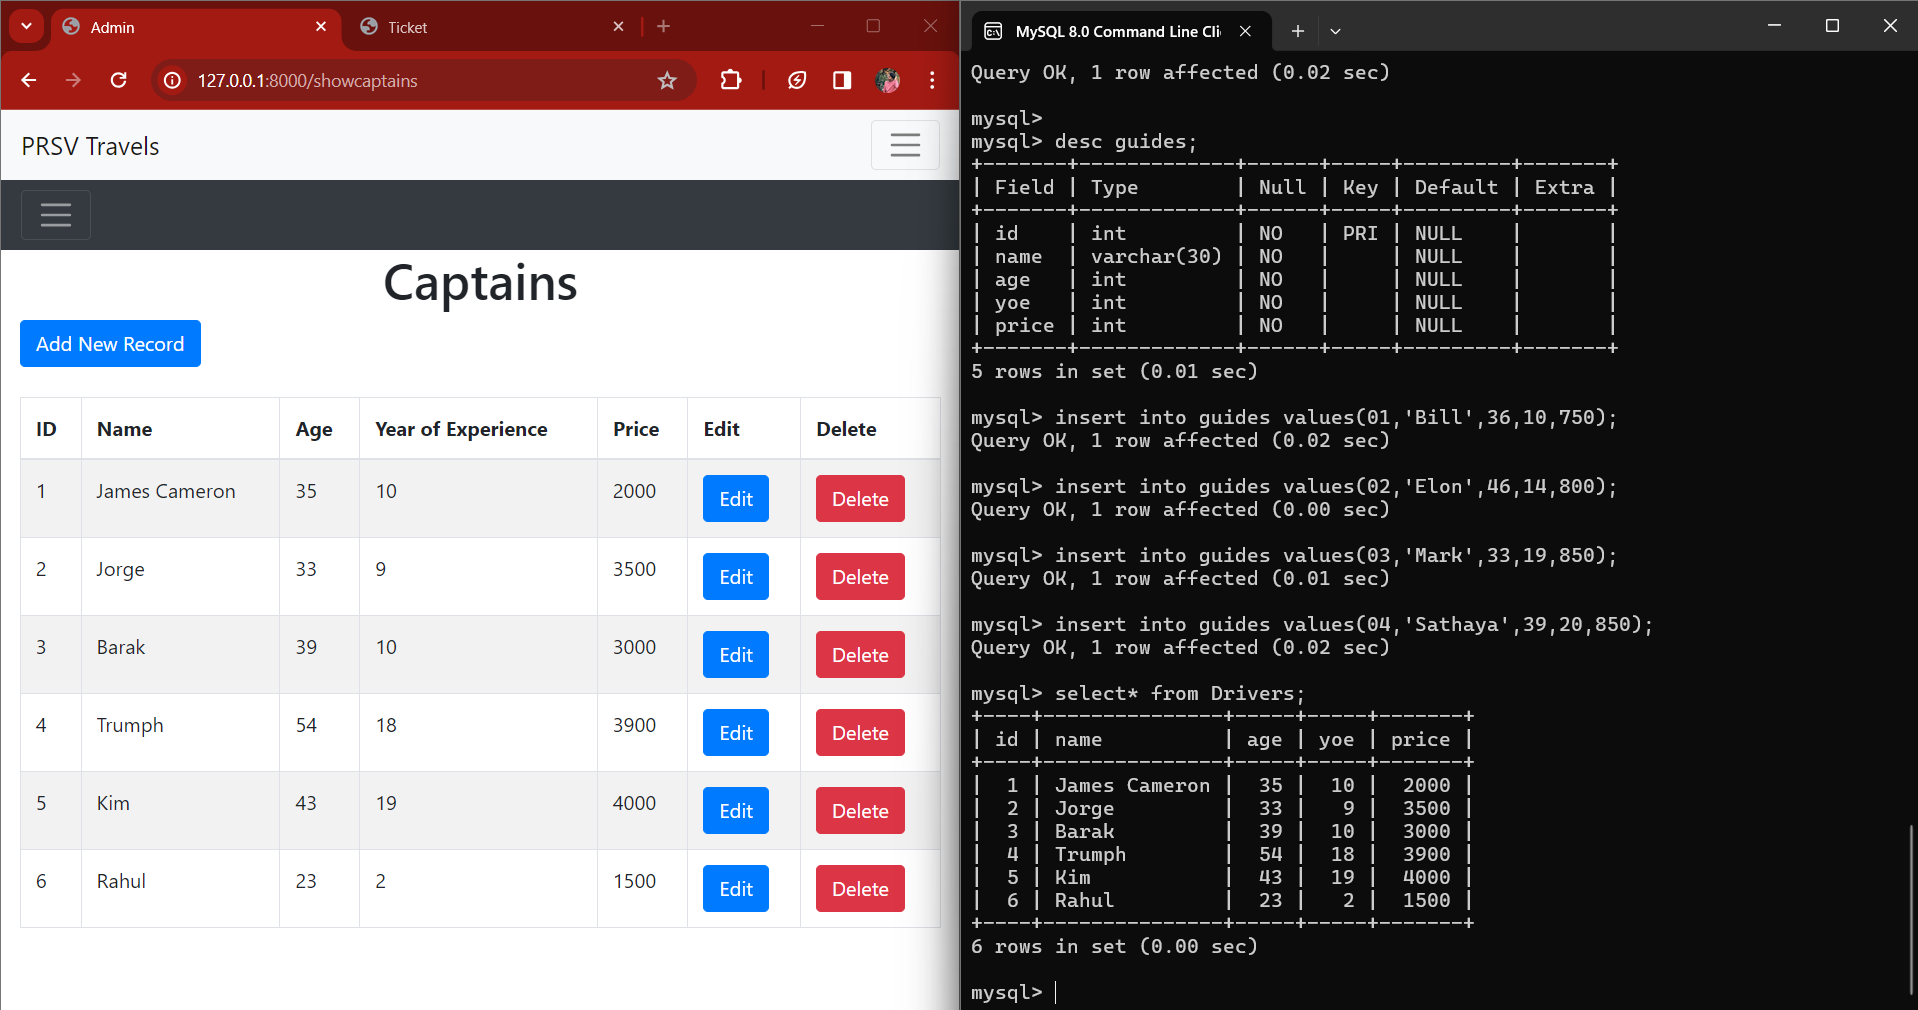 Admin
Ticket
127.0.0.1:8000/showcaptains
PRSV Travels
Captains
Add New Record
ID Name Age Year of Experience Price Edit Delete
1 James Cameron 35 10 2000 Edit Delete
2 Jorge 33 9 3500 Edit Delete
3 Barak 39 10 3000 Edit Delete
4 Trumph 54 18 3900 Edit Delete
5 Kim 43 19 4000 Edit Delete
6 Rahul 23 2 1500 Edit Delete
MySQL 8.0 Command Line Cli
Query OK, 1 row affected (0.02 sec)
mysql>
mysql> desc guides;
+-------+-------------+------+-----+---------+-------+
| Field | Type        | Null | Key | Default | Extra |
+-------+-------------+------+-----+---------+-------+
| id    | int         | NO   | PRI | NULL    |       |
| name  | varchar(30) | NO   |     | NULL    |       |
| age   | int         | NO   |     | NULL    |       |
| yoe   | int         | NO   |     | NULL    |       |
| price | int         | NO   |     | NULL    |       |
+-------+-------------+------+-----+---------+-------+
5 rows in set (0.01 sec)
mysql> insert into guides values(01,'Bill',36,10,750);
Query OK, 1 row affected (0.02 sec)
mysql> insert into guides values(02,'Elon',46,14,800);
Query OK, 1 row affected (0.00 sec)
mysql> insert into guides values(03,'Mark',33,19,850);
Query OK, 1 row affected (0.01 sec)
mysql> insert into guides values(04,'Sathaya',39,20,850);
Query OK, 1 row affected (0.02 sec)
mysql> select* from Drivers;
+----+---------------+-----+-----+-------+
| id | name          | age | yoe | price |
+----+---------------+-----+-----+-------+
|  1 | James Cameron |  35 |  10 |  2000 |
|  2 | Jorge         |  33 |   9 |  3500 |
|  3 | Barak         |  39 |  10 |  3000 |
|  4 | Trumph        |  54 |  18 |  3900 |
|  5 | Kim           |  43 |  19 |  4000 |
|  6 | Rahul         |  23 |   2 |  1500 |
+----+---------------+-----+-----+-------+
6 rows in set (0.00 sec)
mysql>